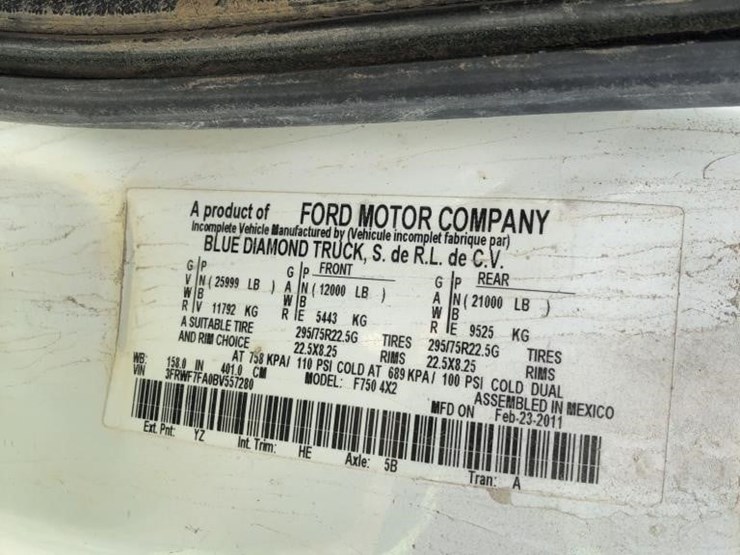 A product of FORD MOTOR COMPANY
Incomplete Vehicle Manufactured by (Vehicule incomplet fabrique par)
BLUE DIAMOND TRUCK, S. de R.L. de C.V.
G P G P FRONT G P REAR
V N ( 25999 LB ) A N ( 12000 LB ) A N ( 21000 LB )
W B W B W B
R V 11792 KG R E 5443 KG R E 9525 KG
A SUITABLE TIRE 295/75R22.5G TIRES 295/75R22.5G TIRES
AND RIM CHOICE 22.5X8.25 RIMS 22.5X8.25 RIMS
AT 758 KPA/ 110 PSI COLD AT 689 KPA/ 100 PSI COLD DUAL
WB: 158.0 IN 401.0 CM ASSEMBLED IN MEXICO
VIN 3FRWF7FA0BV557280 MODEL: F750 4X2 MFD ON Feb-23-2011
Ext. Pnt: YZ Int. Trim: HE Axle: 5B Tran: A